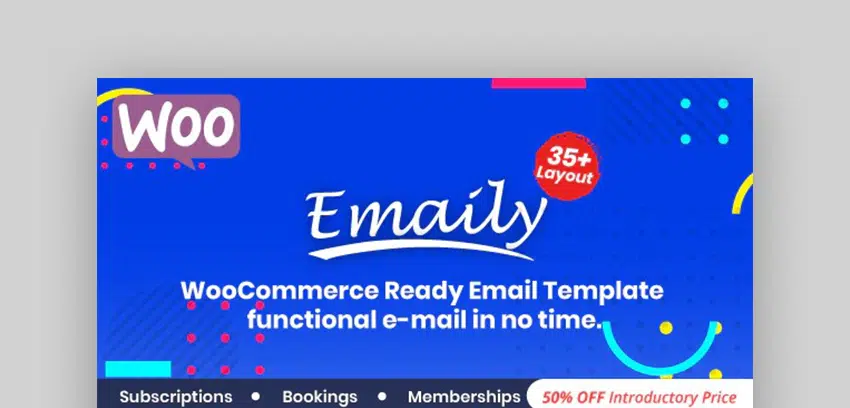 Woo
35+
Layout
Emaily
WooCommerce Ready Email Template
functional e-mail in no time.
Subscriptions • Bookings • Memberships 50% OFF Introductory Price